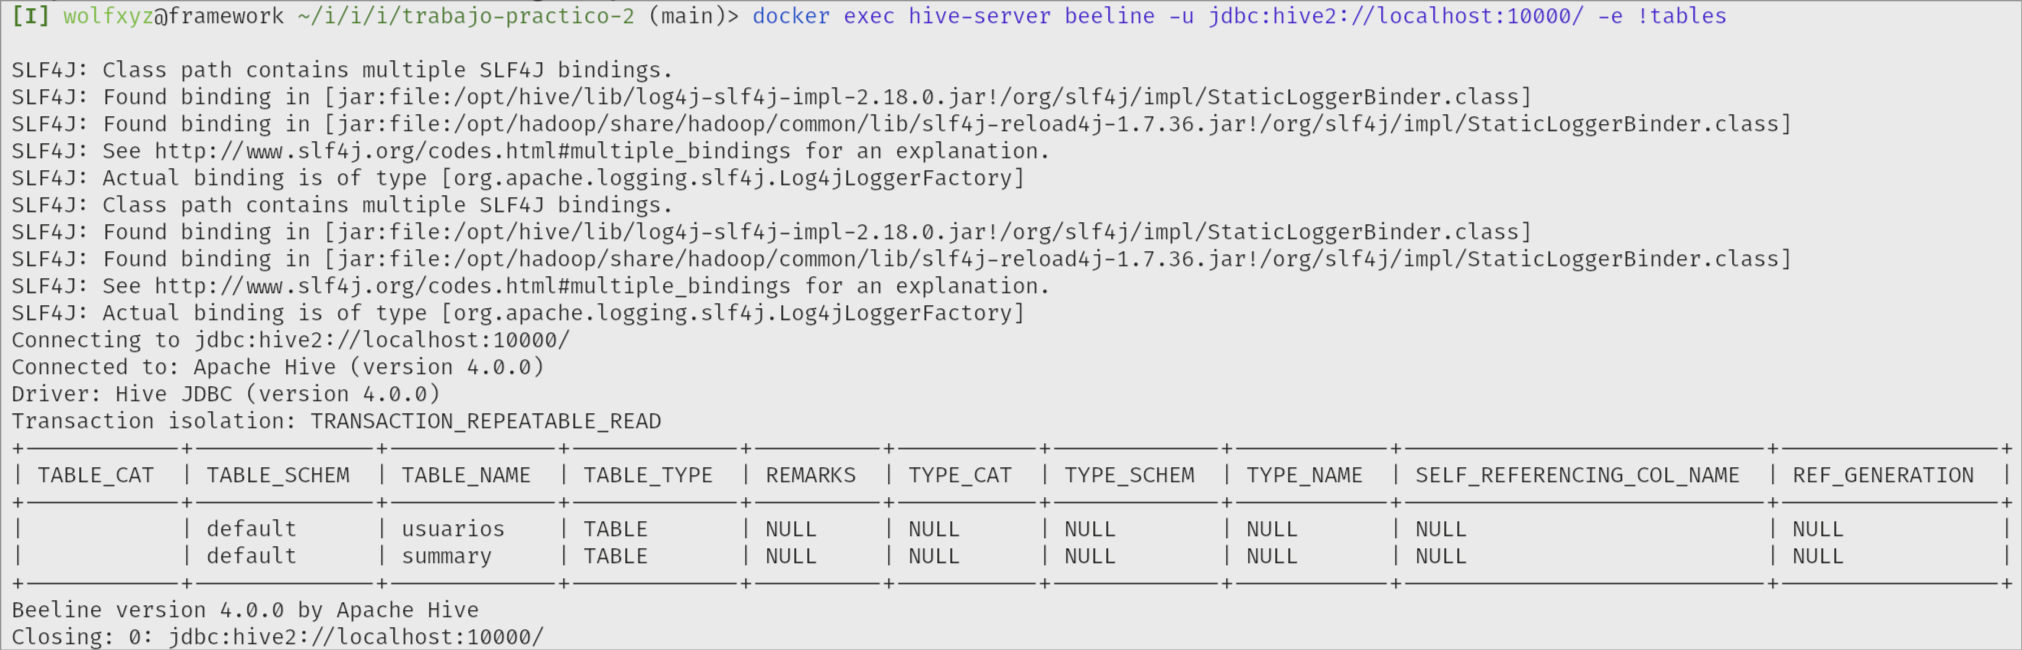 [I] wolfxyz@framework ~/i/i/i/trabajo-practico-2 (main)> docker exec hive-server beeline -u jdbc:hive2://localhost:10000/ -e !tables
SLF4J: Class path contains multiple SLF4J bindings.
SLF4J: Found binding in [jar:file:/opt/hive/lib/log4j-slf4j-impl-2.18.0.jar!/org/slf4j/impl/StaticLoggerBinder.class]
SLF4J: Found binding in [jar:file:/opt/hadoop/share/hadoop/common/lib/slf4j-reload4j-1.7.36.jar!/org/slf4j/impl/StaticLoggerBinder.class]
SLF4J: See http://www.slf4j.org/codes.html#multiple_bindings for an explanation.
SLF4J: Actual binding is of type [org.apache.logging.slf4j.Log4jLoggerFactory]
SLF4J: Class path contains multiple SLF4J bindings.
SLF4J: Found binding in [jar:file:/opt/hive/lib/log4j-slf4j-impl-2.18.0.jar!/org/slf4j/impl/StaticLoggerBinder.class]
SLF4J: Found binding in [jar:file:/opt/hadoop/share/hadoop/common/lib/slf4j-reload4j-1.7.36.jar!/org/slf4j/impl/StaticLoggerBinder.class]
SLF4J: See http://www.slf4j.org/codes.html#multiple_bindings for an explanation.
SLF4J: Actual binding is of type [org.apache.logging.slf4j.Log4jLoggerFactory]
Connecting to jdbc:hive2://localhost:10000/
Connected to: Apache Hive (version 4.0.0)
Driver: Hive JDBC (version 4.0.0)
Transaction isolation: TRANSACTION_REPEATABLE_READ
+------------+--------------+-------------+-------------+----------+-----------+-------------+----------+----------------------------+----------------+
| TABLE_CAT | TABLE_SCHEM | TABLE_NAME | TABLE_TYPE | REMARKS | TYPE_CAT | TYPE_SCHEM | TYPE_NAME | SELF_REFERENCING_COL_NAME | REF_GENERATION |
+------------+--------------+-------------+-------------+----------+-----------+-------------+----------+----------------------------+----------------+
| | default | usuarios | TABLE | NULL | NULL | NULL | NULL | NULL | NULL |
| | default | summary | TABLE | NULL | NULL | NULL | NULL | NULL | NULL |
+------------+--------------+-------------+-------------+----------+-----------+-------------+----------+----------------------------+----------------+
Beeline version 4.0.0 by Apache Hive
Closing: 0: jdbc:hive2://localhost:10000/